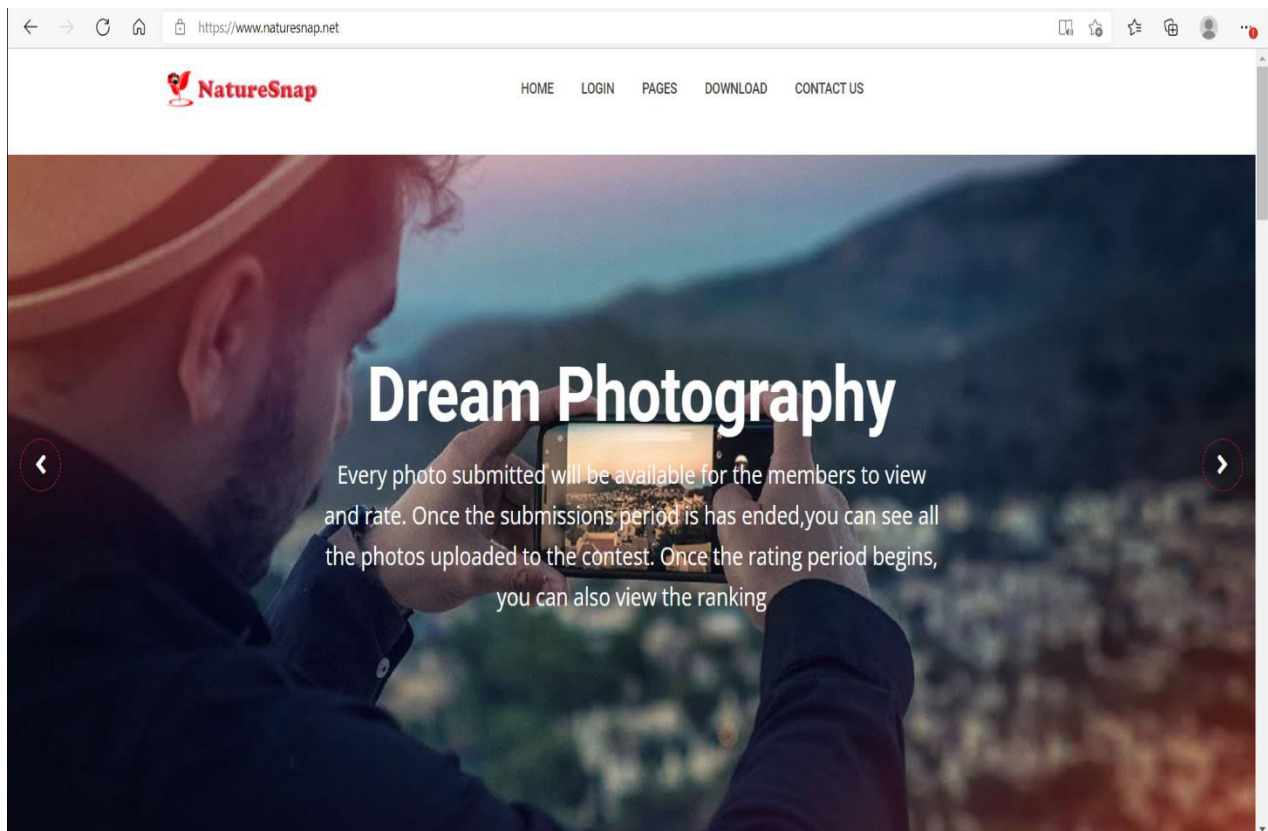 https://www.naturesnap.net
NatureSnap
HOME LOGIN PAGES DOWNLOAD CONTACT US
Dream Photography
Every photo submitted will be available for the members to view
and rate. Once the submissions period is has ended,you can see all
the photos uploaded to the contest. Once the rating period begins,
you can also view the ranking